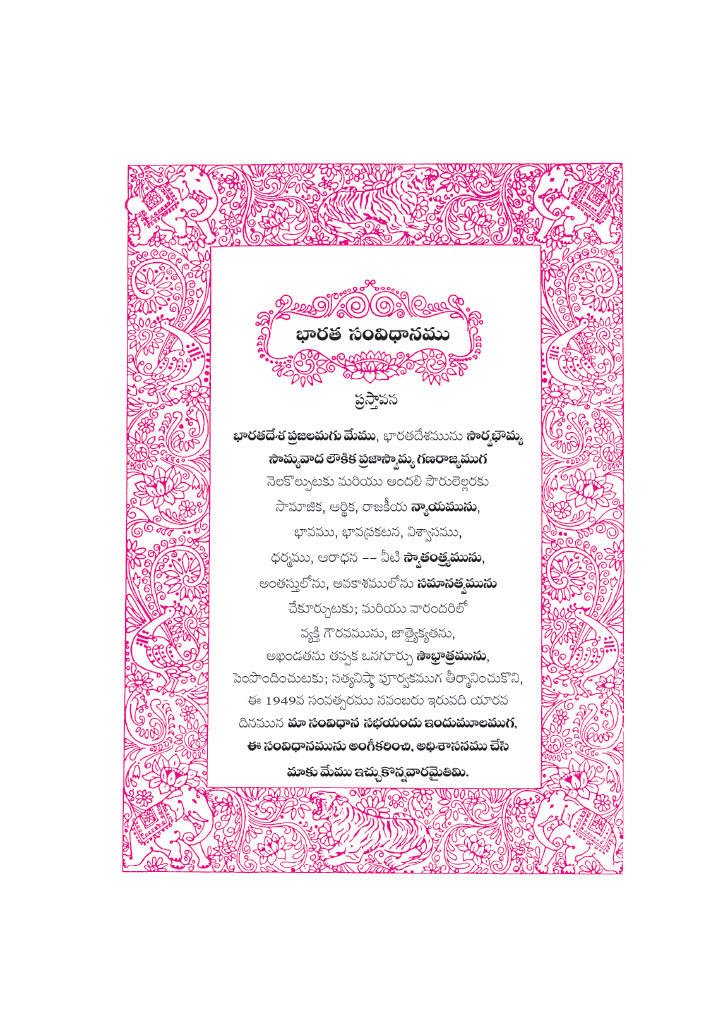 భారత సంవిధానము
ప్రస్తావన
భారతదేశ ప్రజలమగు మేము, భారతదేశమును సార్వభౌమ్య
సామ్యవాద లౌకిక ప్రజాస్వామ్య గణరాజ్యముగ
నెలకొల్పుటకు మరియు అందలి పౌరులెల్లరకు
సామాజిక, ఆర్థిక, రాజకీయ న్యాయమును,
భావము, భావప్రకటన, విశ్వాసము,
ధర్మము, ఆరాధన -- వీటి స్వాతంత్ర్యమును,
అంతస్తులోను, అవకాశములోను సమానత్వమును
చేకూర్చుటకు; మరియు వారందరిలో
వ్యక్తి గౌరవమును, జాత్యైక్యతను,
అఖండతను తప్పక ఒనగూర్చు సౌభ్రాత్రమును,
పెంపొందించుటకు; సత్యనిష్ఠా పూర్వకముగ తీర్మానించుకొని,
ఈ 1949వ సంవత్సరము నవంబరు ఇరువది యారవ
దినమున మా సంవిధాన సభయందు ఇందుమూలముగ,
ఈ సంవిధానమును అంగీకరించి, అధిశాసనము చేసి
మాకు మేము ఇచ్చుకొన్నవారమైతిమి.